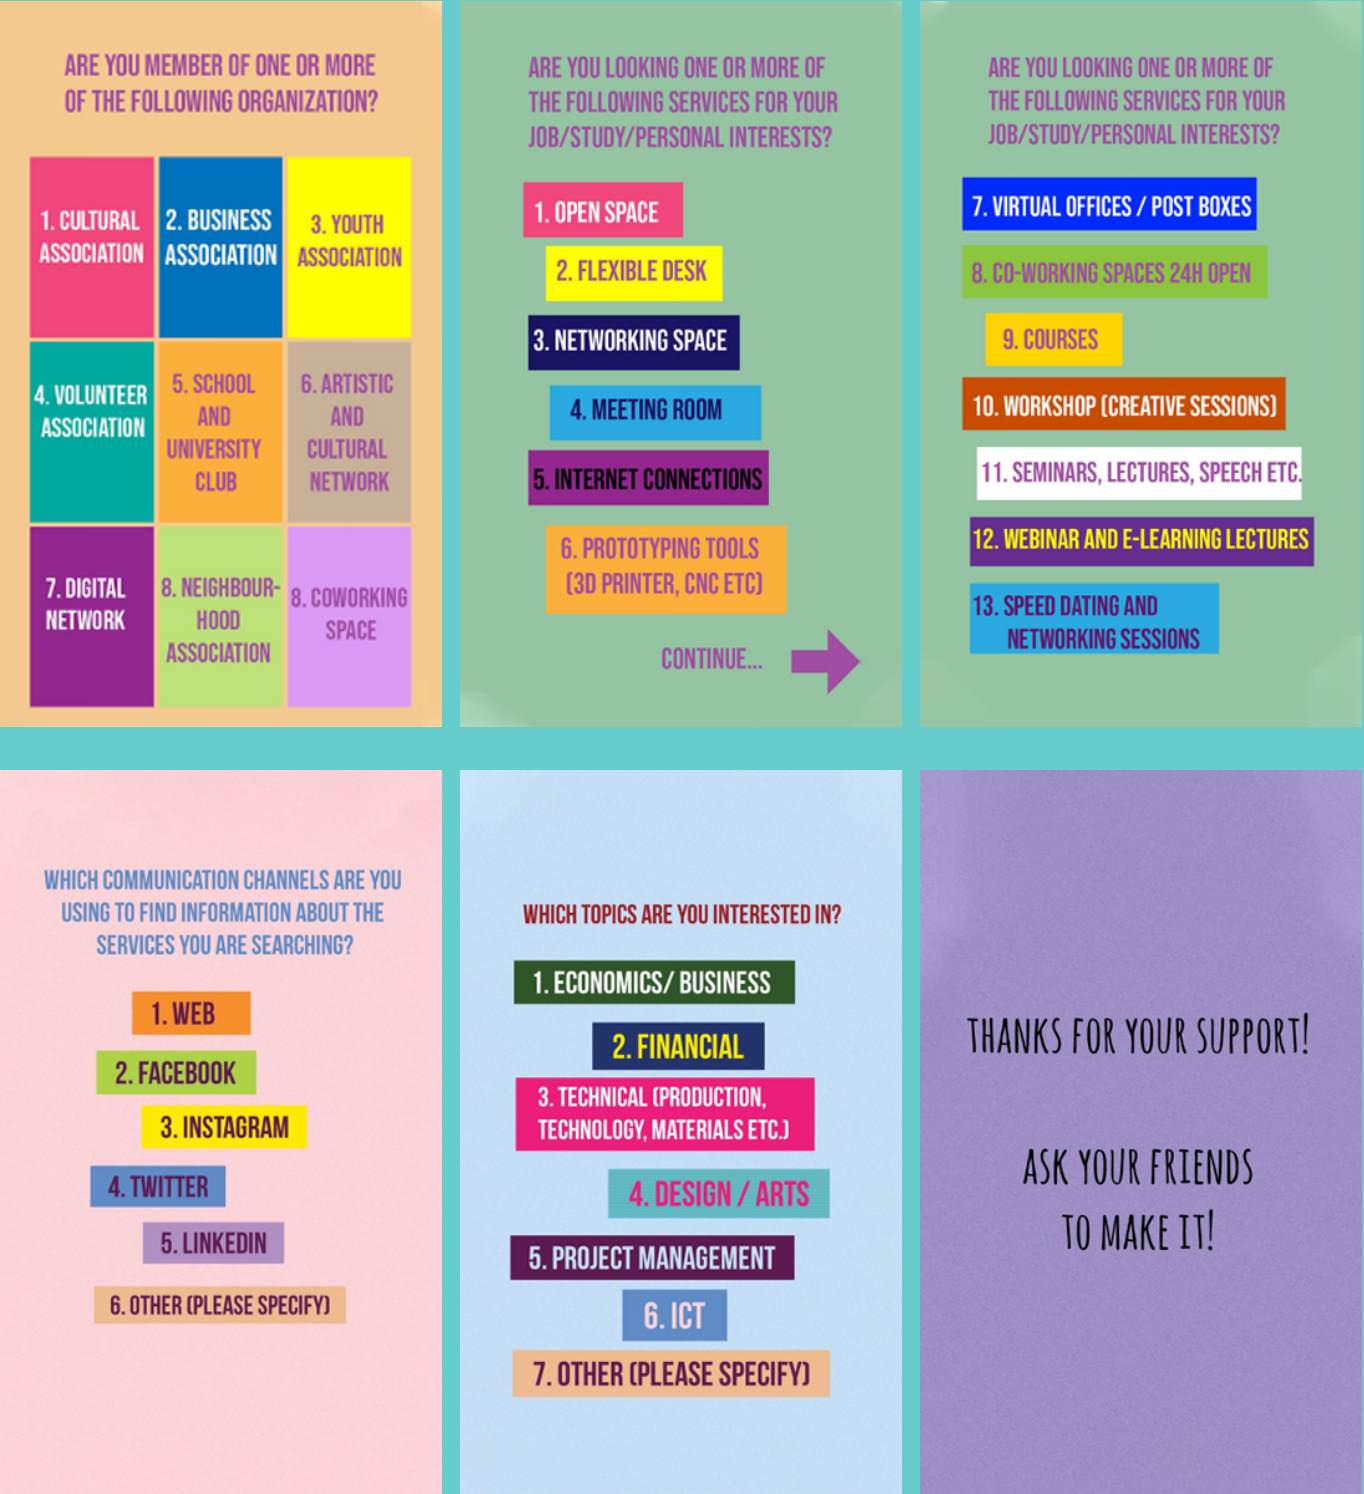 ARE YOU MEMBER OF ONE OR MORE
OF THE FOLLOWING ORGANIZATION?
1. CULTURAL
ASSOCIATION
2. BUSINESS
ASSOCIATION
3. YOUTH
ASSOCIATION
4. VOLUNTEER
ASSOCIATION
5. SCHOOL
AND
UNIVERSITY
CLUB
6. ARTISTIC
AND
CULTURAL
NETWORK
7. DIGITAL
NETWORK
8. NEIGHBOUR-
HOOD
ASSOCIATION
8. COWORKING
SPACE
ARE YOU LOOKING ONE OR MORE OF
THE FOLLOWING SERVICES FOR YOUR
JOB/STUDY/PERSONAL INTERESTS?
1. OPEN SPACE
2. FLEXIBLE DESK
3. NETWORKING SPACE
4. MEETING ROOM
5. INTERNET CONNECTIONS
6. PROTOTYPING TOOLS
(3D PRINTER, CNC ETC)
CONTINUE...
ARE YOU LOOKING ONE OR MORE OF
THE FOLLOWING SERVICES FOR YOUR
JOB/STUDY/PERSONAL INTERESTS?
7. VIRTUAL OFFICES / POST BOXES
8. CO-WORKING SPACES 24H OPEN
9. COURSES
10. WORKSHOP (CREATIVE SESSIONS)
11. SEMINARS, LECTURES, SPEECH ETC.
12. WEBINAR AND E-LEARNING LECTURES
13. SPEED DATING AND
NETWORKING SESSIONS
WHICH COMMUNICATION CHANNELS ARE YOU
USING TO FIND INFORMATION ABOUT THE
SERVICES YOU ARE SEARCHING?
1. WEB
2. FACEBOOK
3. INSTAGRAM
4. TWITTER
5. LINKEDIN
6. OTHER (PLEASE SPECIFY)
WHICH TOPICS ARE YOU INTERESTED IN?
1. ECONOMICS/ BUSINESS
2. FINANCIAL
3. TECHNICAL (PRODUCTION,
TECHNOLOGY, MATERIALS ETC.)
4. DESIGN / ARTS
5. PROJECT MANAGEMENT
6. ICT
7. OTHER (PLEASE SPECIFY)
THANKS FOR YOUR SUPPORT!
ASK YOUR FRIENDS
TO MAKE IT!